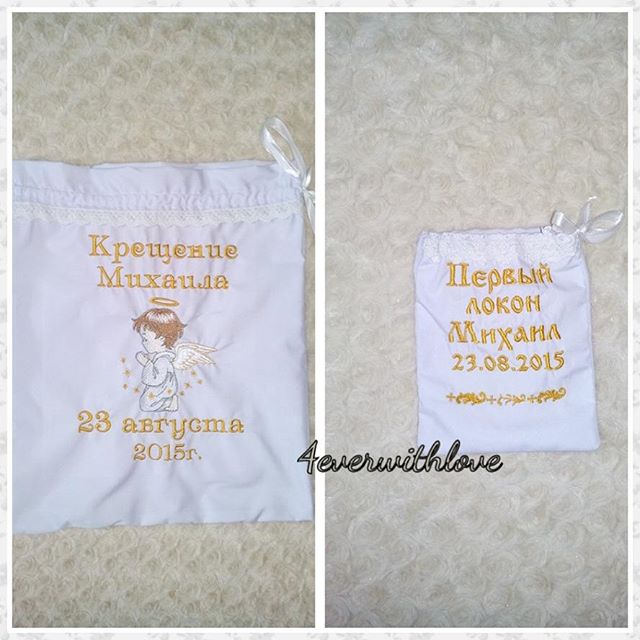 Крещение
Михаила
23 августа
2015г.
Первый
локон
Михаил
23.08.2015
4everwithlove